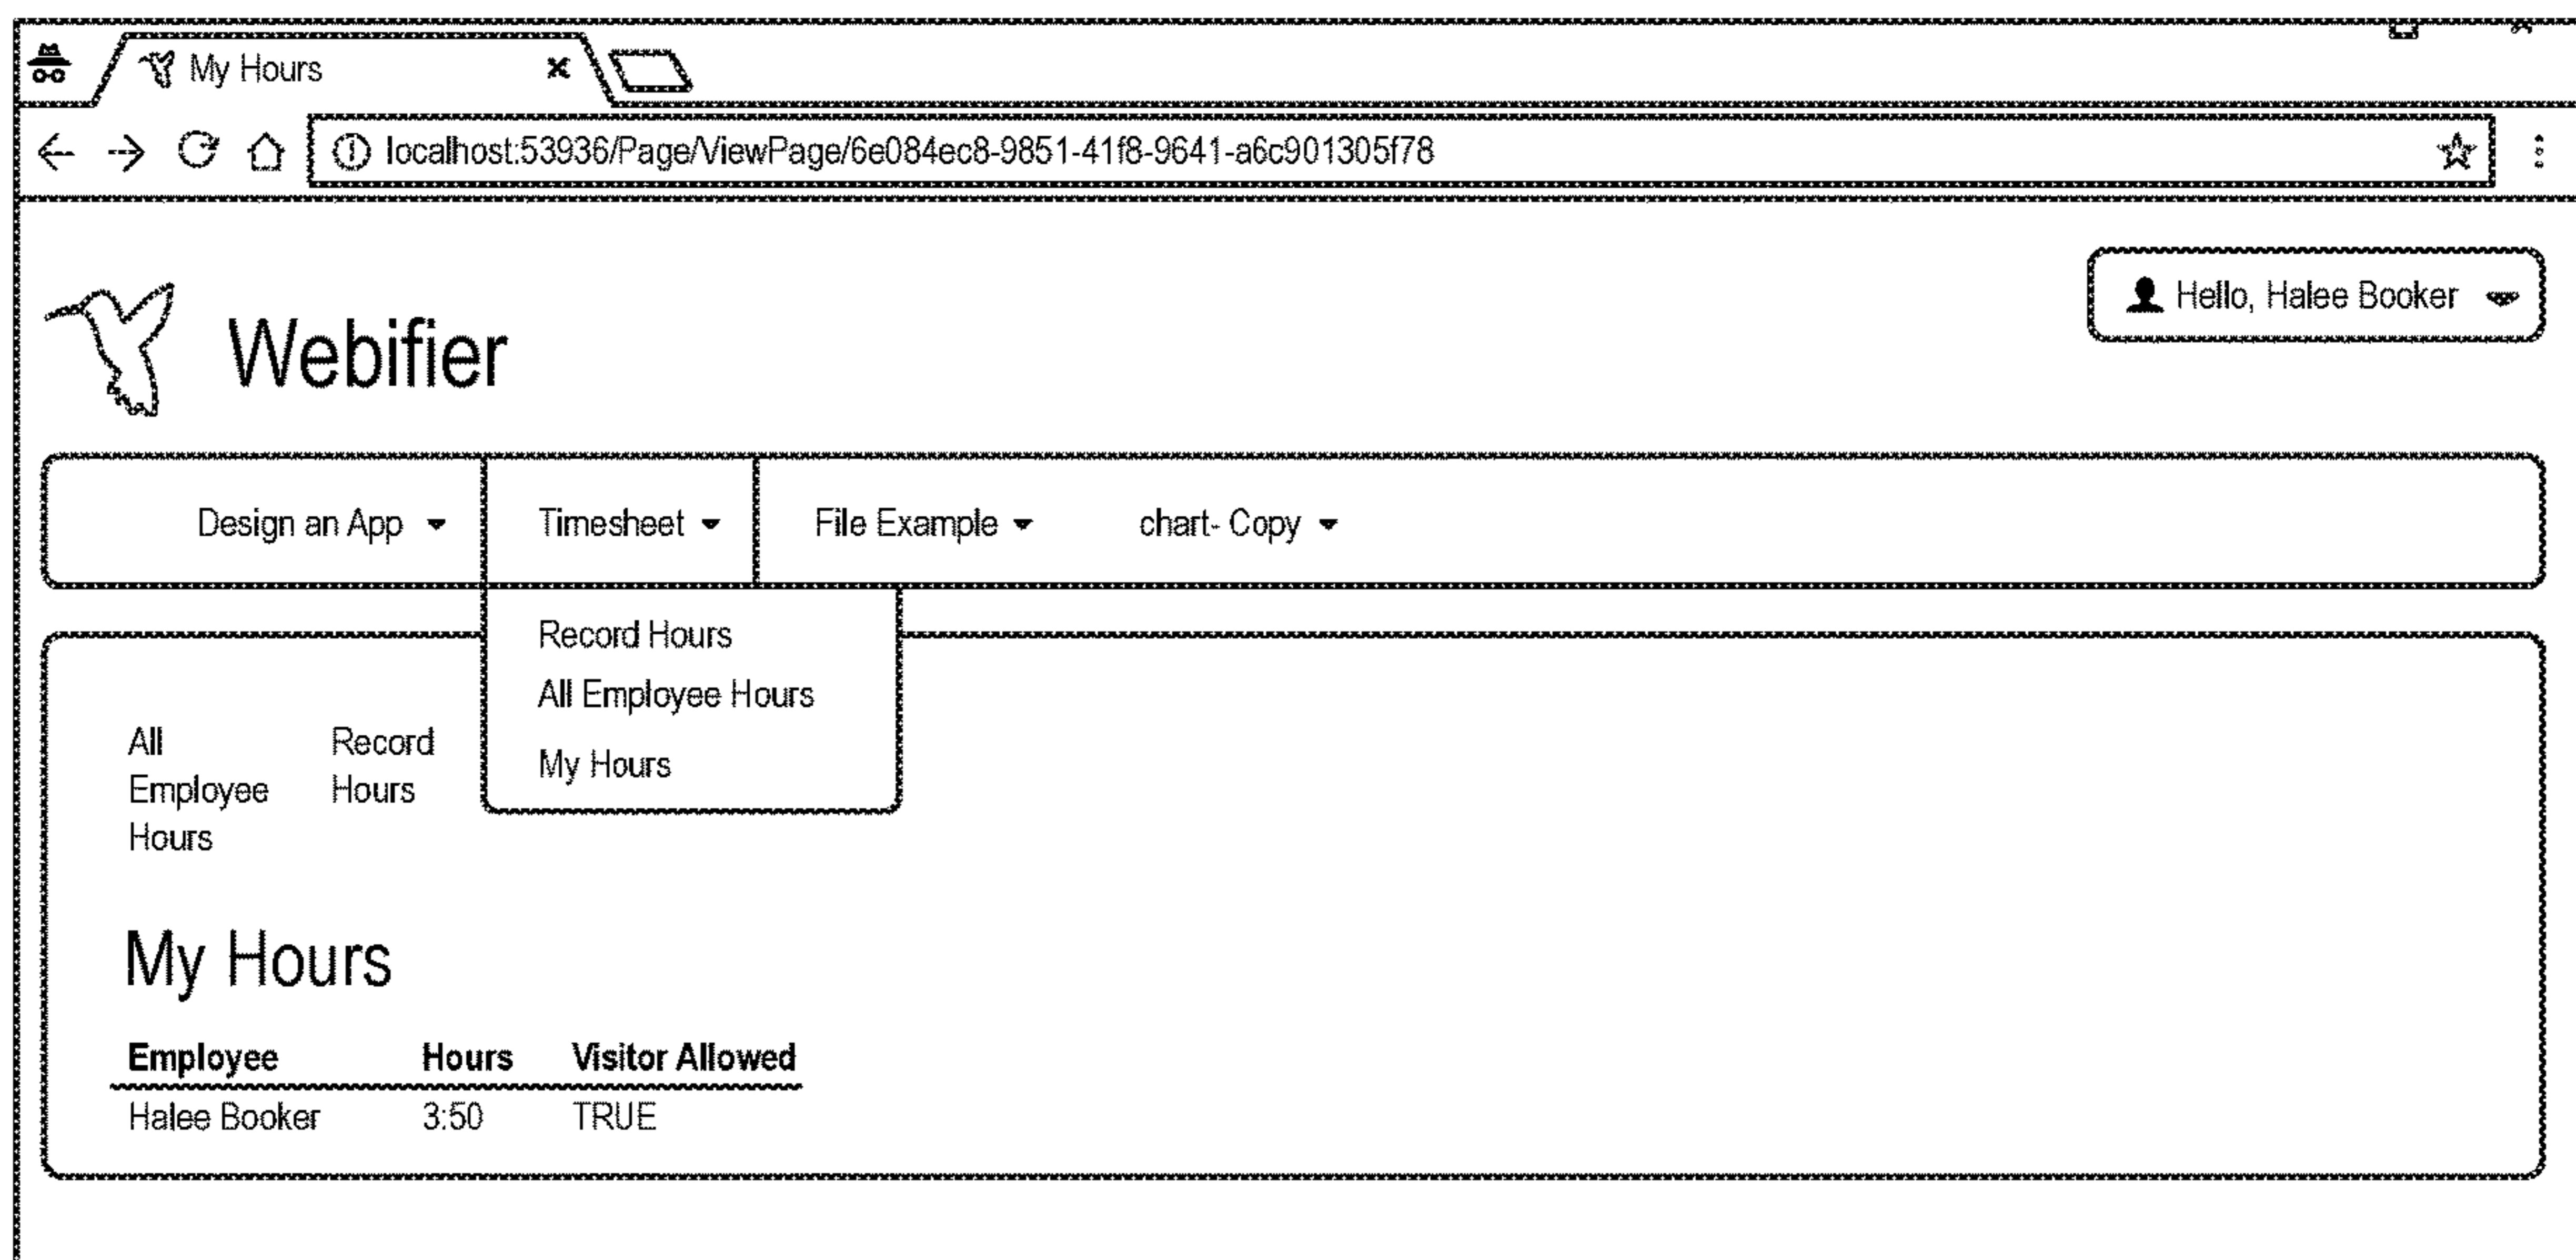 My Hours
localhost:53936/Page/ViewPage/6e084ec8-9851-41f8-9641-a6c901305f78
Hello, Halee Booker
Webifier
Design an App Timesheet File Example chart- Copy
Record Hours
All Employee Hours
My Hours
All
Employee
Hours
Record
Hours
My Hours
Employee Hours Visitor Allowed
Halee Booker 3:50 TRUE